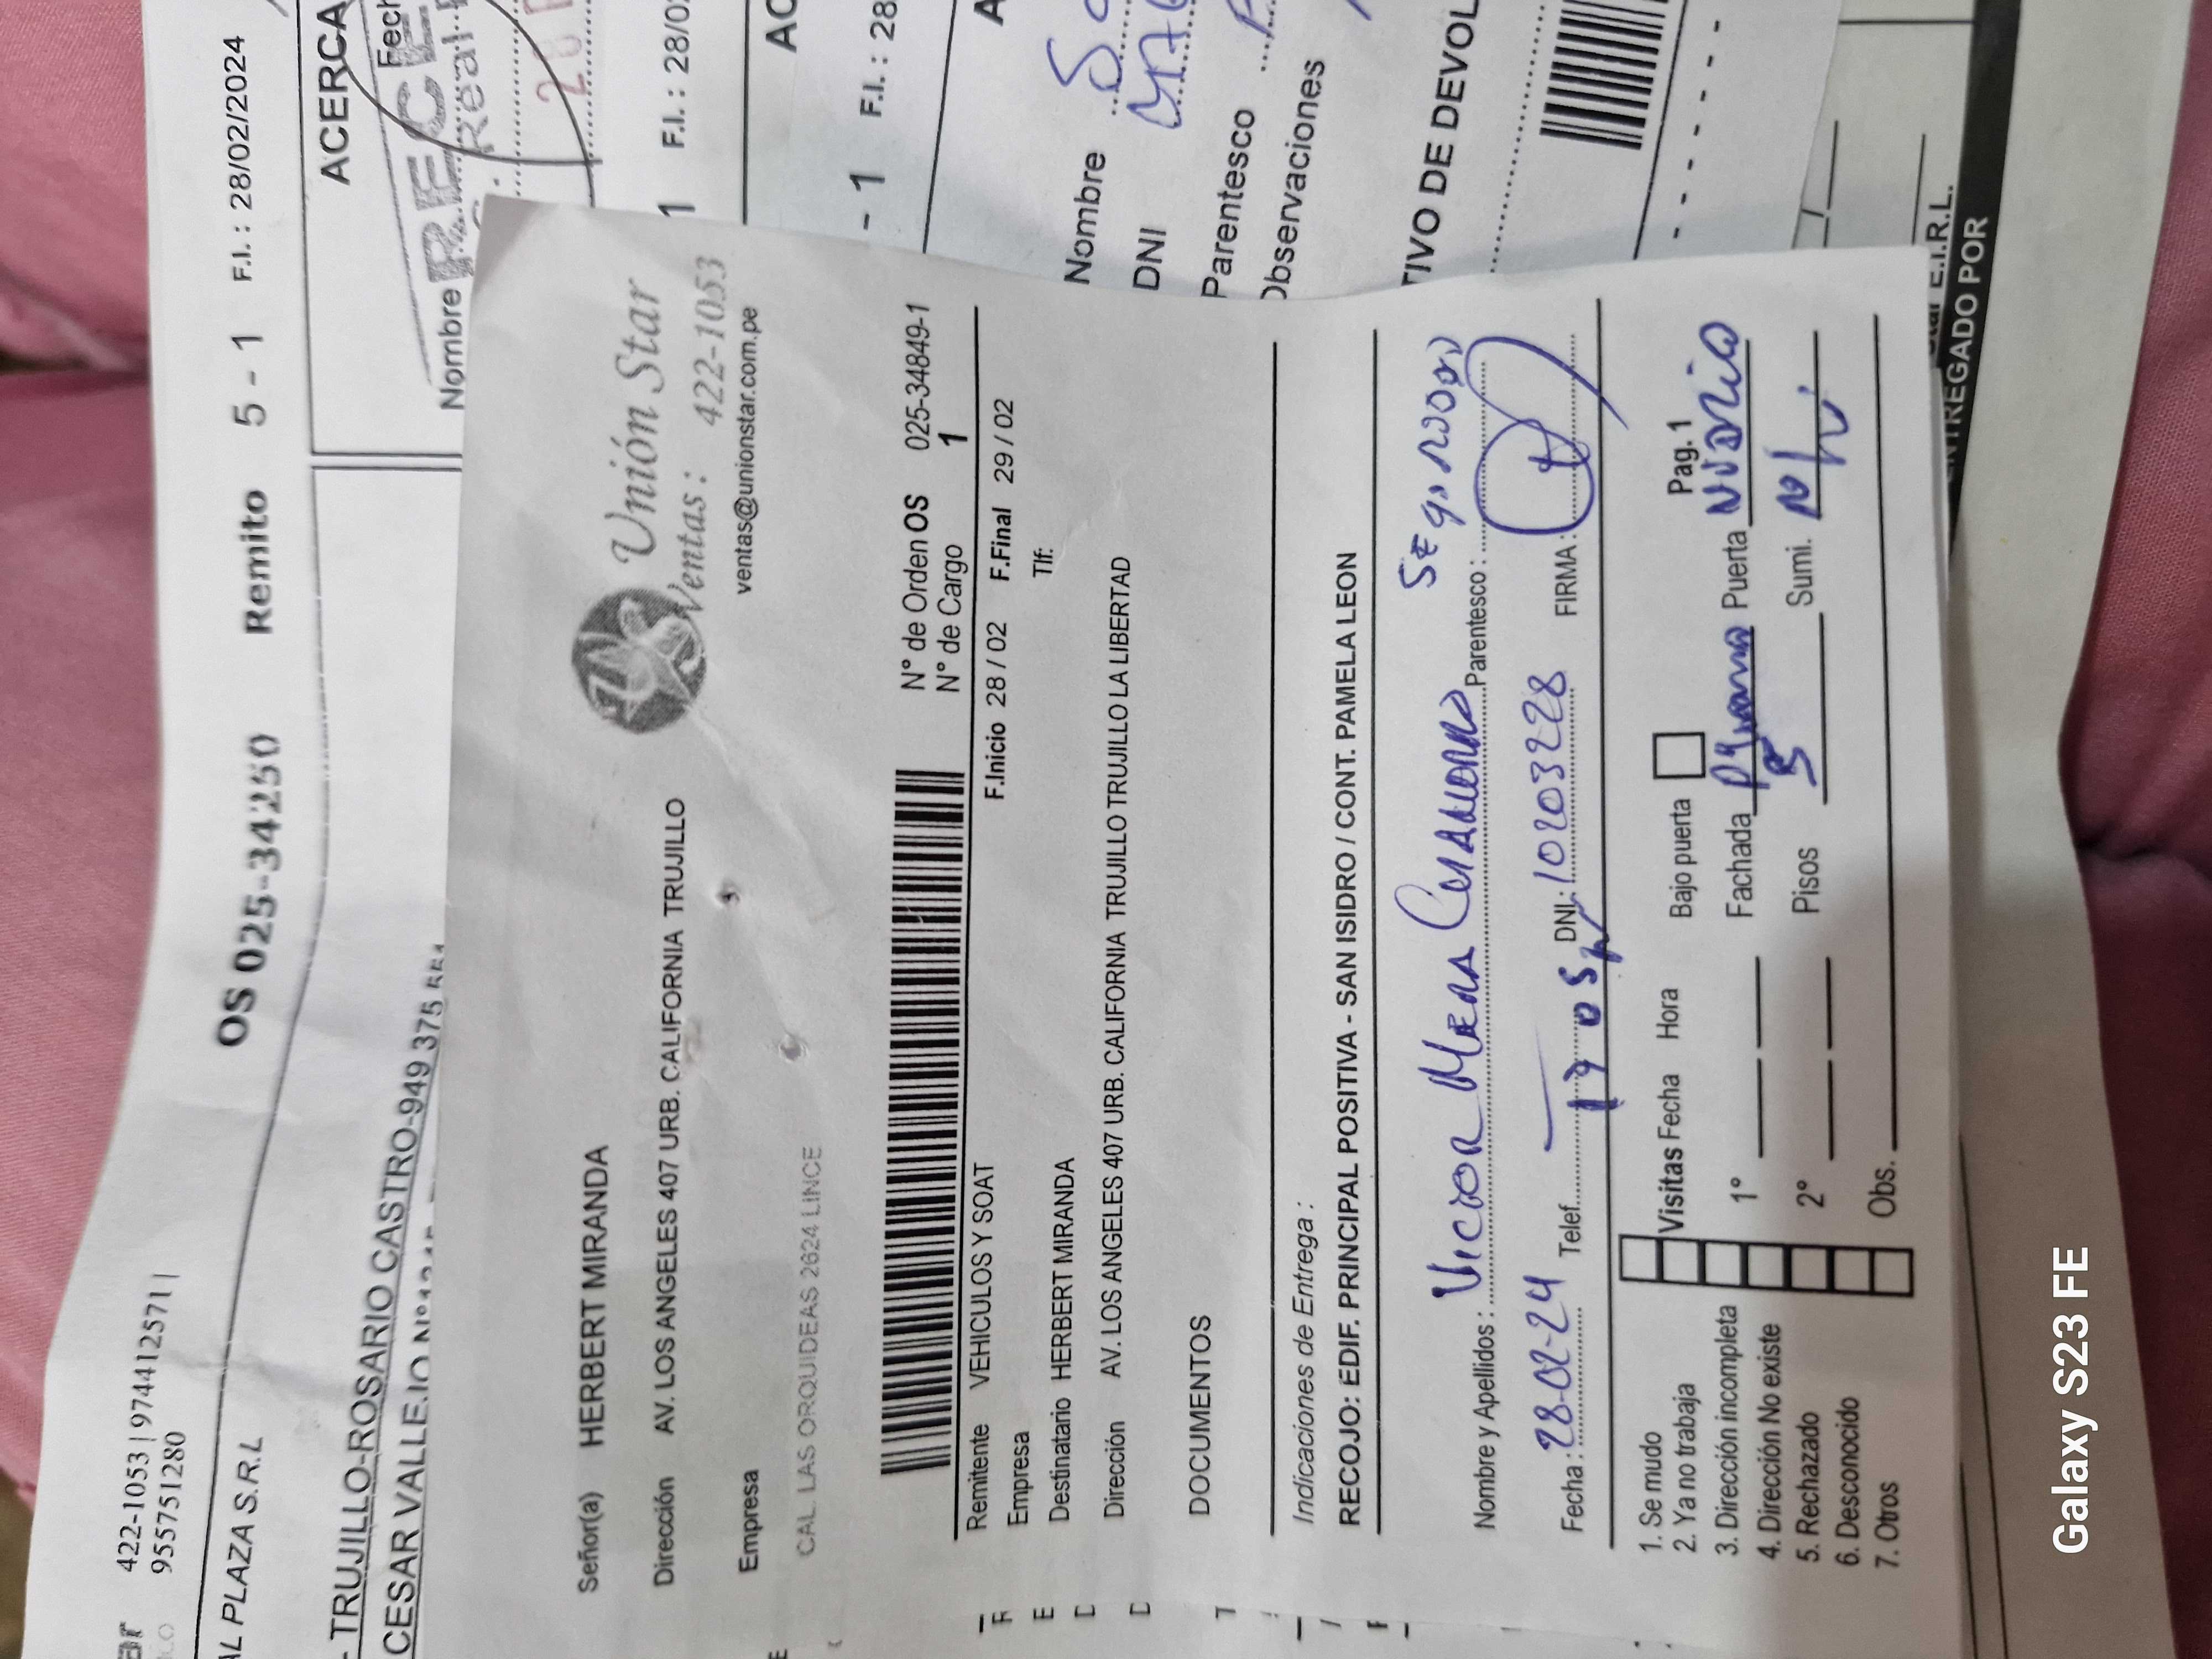 422-1053 | 974412571 |
955751280
AL PLAZA S.R.L
OS 025-34250 Remito 5 - 1 F.I. : 28/02/2024
- TRUJILLO-ROSARIO CASTRO-949 375
CESAR VALLEJO
ACERCA
Fech
Real
Nombre
1 F.I. : 28/02
AC
- 1 F.I. : 28
A
Nombre
DNI
Parentesco
Observaciones
TIVO DE DEVOL
E.I.R.L.
ENTREGADO POR
Unión Star
Ventas : 422-1053
ventas@unionstar.com.pe
Señor(a) HERBERT MIRANDA
Dirección AV. LOS ANGELES 407 URB. CALIFORNIA TRUJILLO
Empresa
CAL. LAS ORQUIDEAS 2624 LINCE
N° de Orden OS 025-34849-1
N° de Cargo 1
Remitente VEHICULOS Y SOAT F.Inicio 28 / 02 F.Final 29 / 02
Empresa Tlf:
Destinatario HERBERT MIRANDA
Dirección AV. LOS ANGELES 407 URB. CALIFORNIA TRUJILLO TRUJILLO LA LIBERTAD
DOCUMENTOS
Indicaciones de Entrega :
RECOJO: EDIF. PRINCIPAL POSITIVA - SAN ISIDRO / CONT. PAMELA LEON
Nombre y Apellidos : Victor Mera Parentesco :
Fecha : 28-02-24 Telef. DNI: 10203228 FIRMA:
1. Se mudo
2. Ya no trabaja
3. Dirección incompleta
4. Dirección No existe
5. Rechazado
6. Desconocido
7. Otros
Visitas Fecha Hora Bajo puerta Pag. 1
1° Fachada Puerta Vidrio
2° Pisos 5 Sumi.
Obs.
Galaxy S23 FE